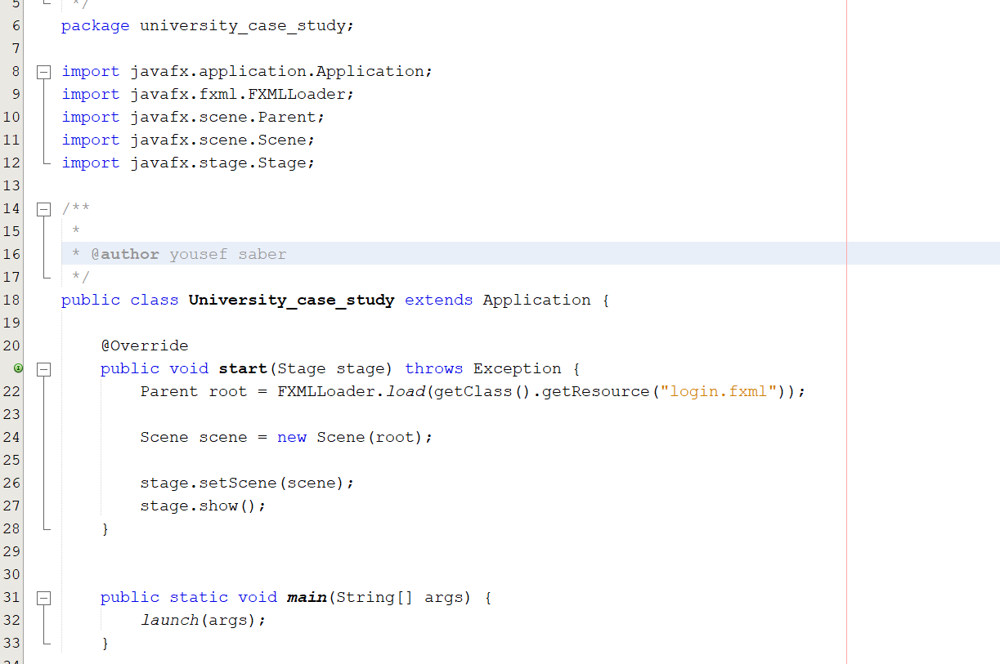 5 */
6 package university_case_study;
7
8 import javafx.application.Application;
9 import javafx.fxml.FXMLLoader;
10 import javafx.scene.Parent;
11 import javafx.scene.Scene;
12 import javafx.stage.Stage;
13
14 /**
15 *
16 * @author yousef saber
17 */
18 public class University_case_study extends Application {
19
20 @Override
public void start(Stage stage) throws Exception {
22 Parent root = FXMLLoader.load(getClass().getResource("login.fxml"));
23
24 Scene scene = new Scene(root);
25
26 stage.setScene(scene);
27 stage.show();
28 }
29
30
31 public static void main(String[] args) {
32 launch(args);
33 }